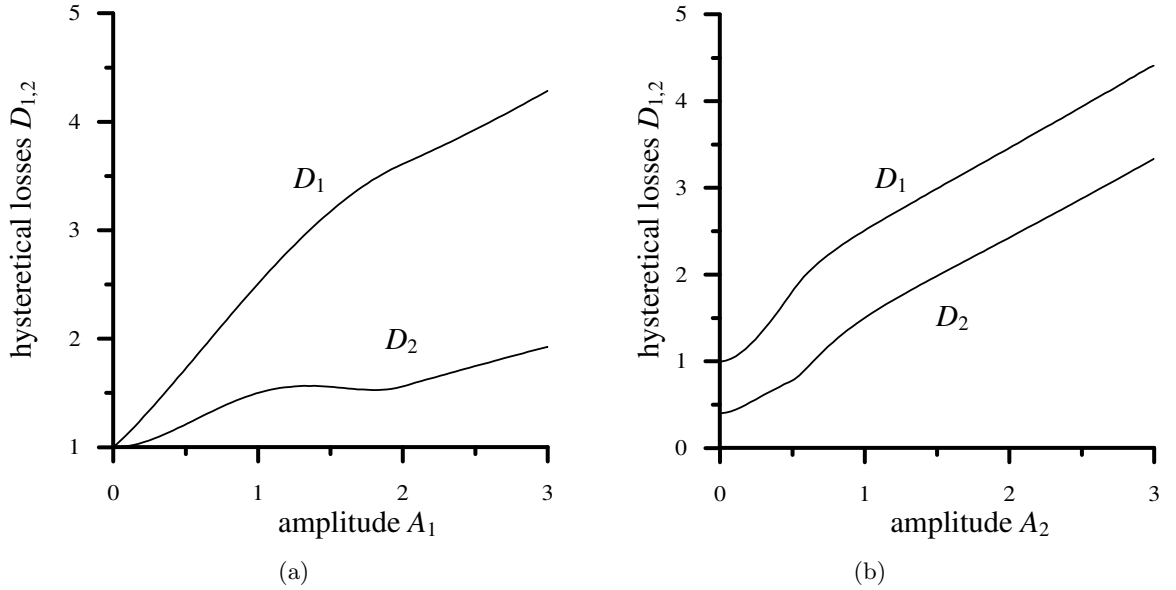 hysteretical losses D1,2
5
4
3
2
1
D1
D2
0 1 2 3
amplitude A1
(a)
hysteretical losses D1,2
5
4
3
2
1
0
D1
D2
0 1 2 3
amplitude A2
(b)